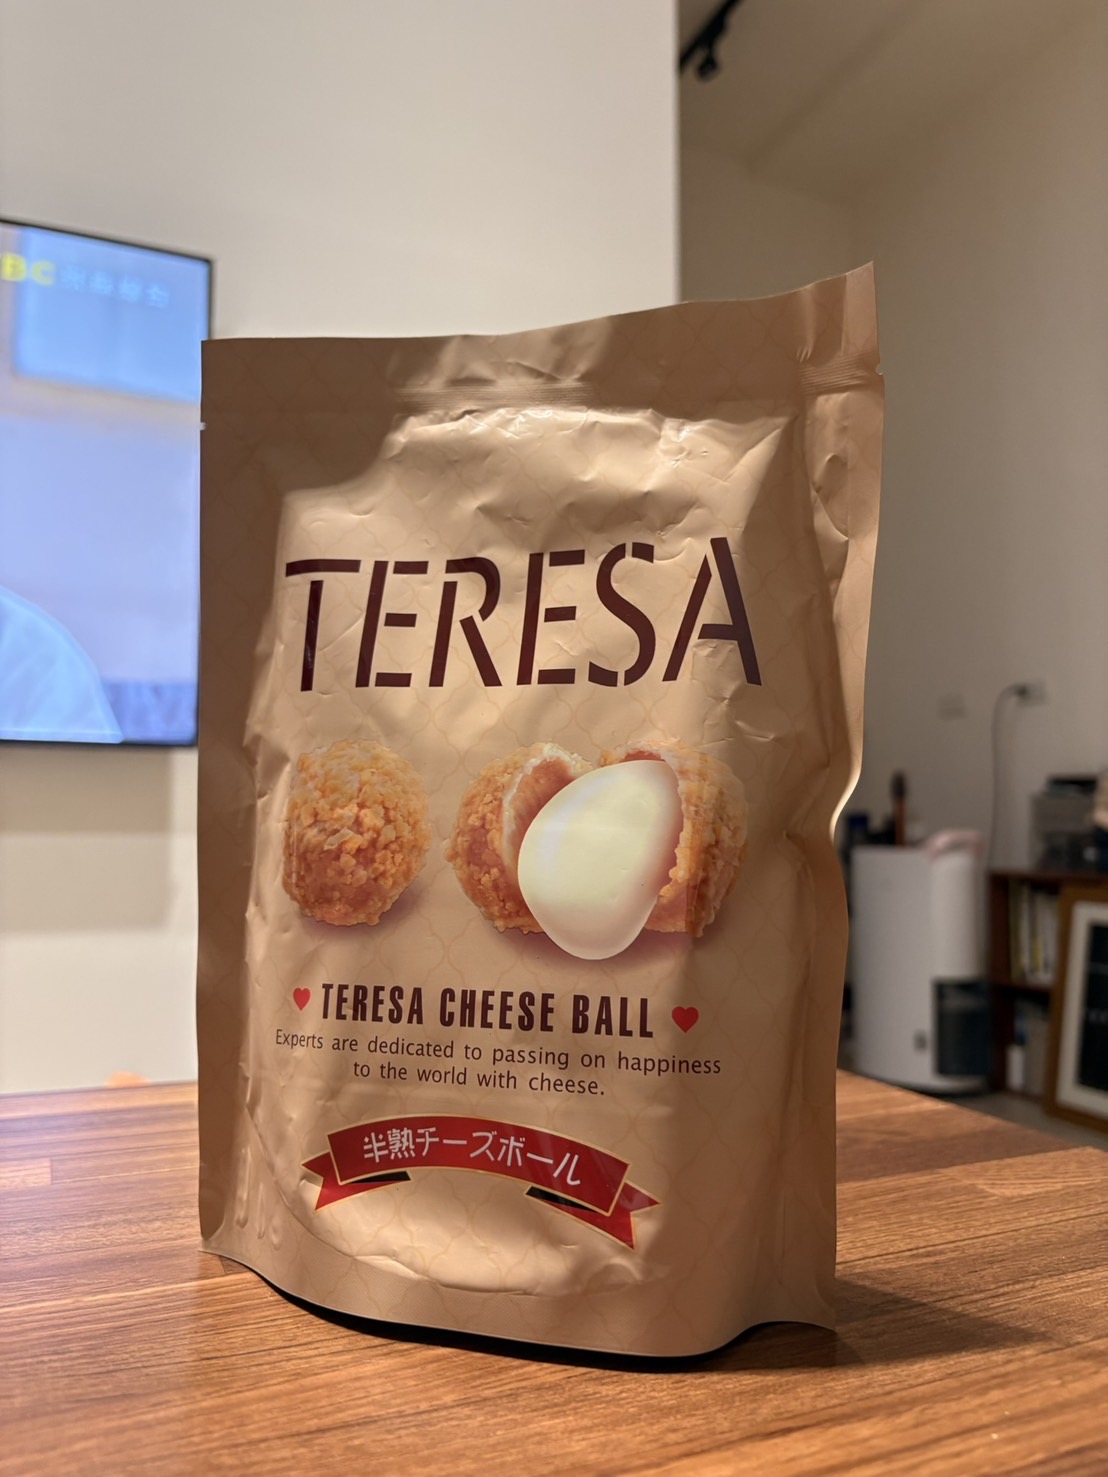 BC
TERESA
TERESA CHEESE BALL
Experts are dedicated to passing on happiness
to the world with cheese.
半熟チーズボール